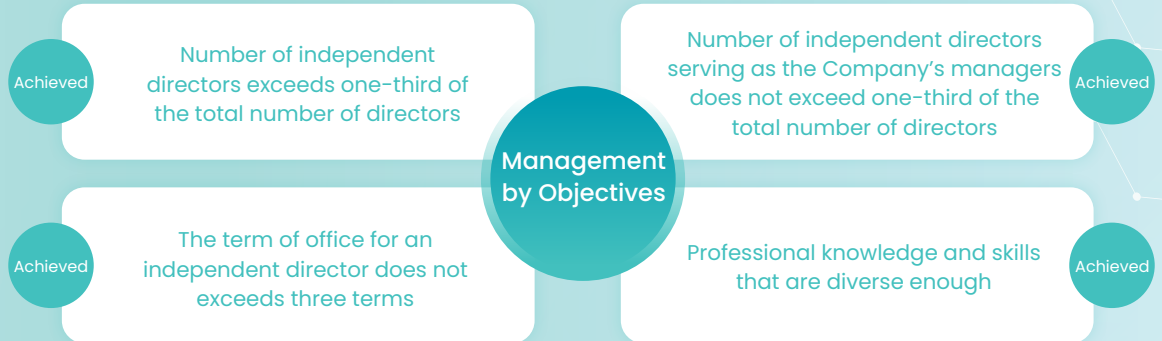 Achieved
Number of independent
directors exceeds one-third of
the total number of directors
Number of independent directors
serving as the Company's managers
does not exceed one-third of the
total number of directors
Achieved
Management
by Objectives
Achieved
The term of office for an
independent director does not
exceeds three terms
Professional knowledge and skills
that are diverse enough
Achieved